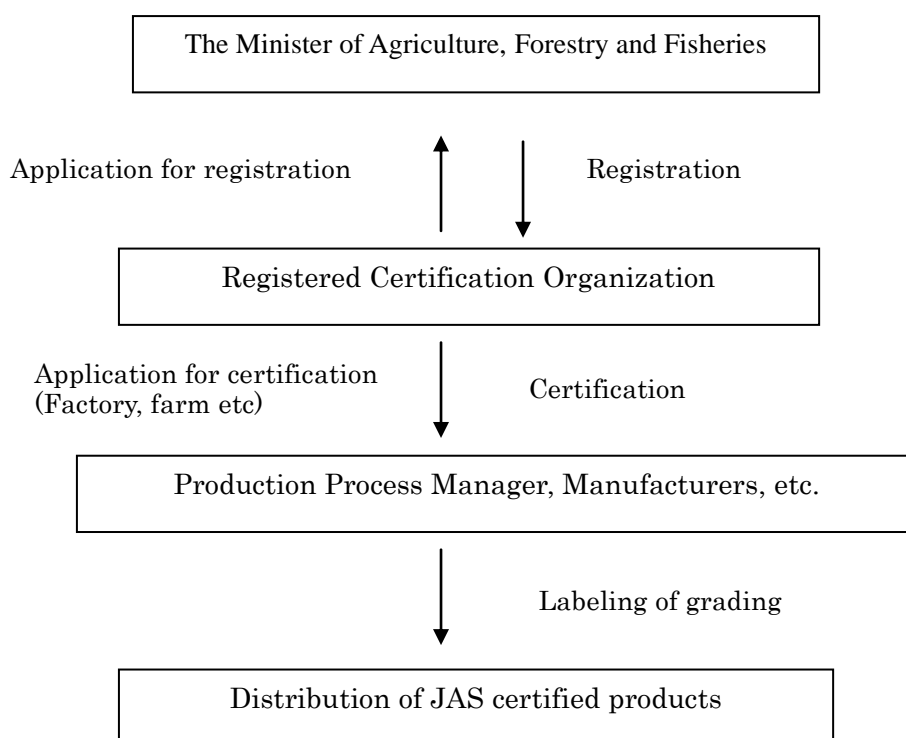 The Minister of Agriculture, Forestry and Fisheries
Application for registration
Registration
Registered Certification Organization
Application for certification
(Factory, farm etc)
Certification
Production Process Manager, Manufacturers, etc.
Labeling of grading
Distribution of JAS certified products